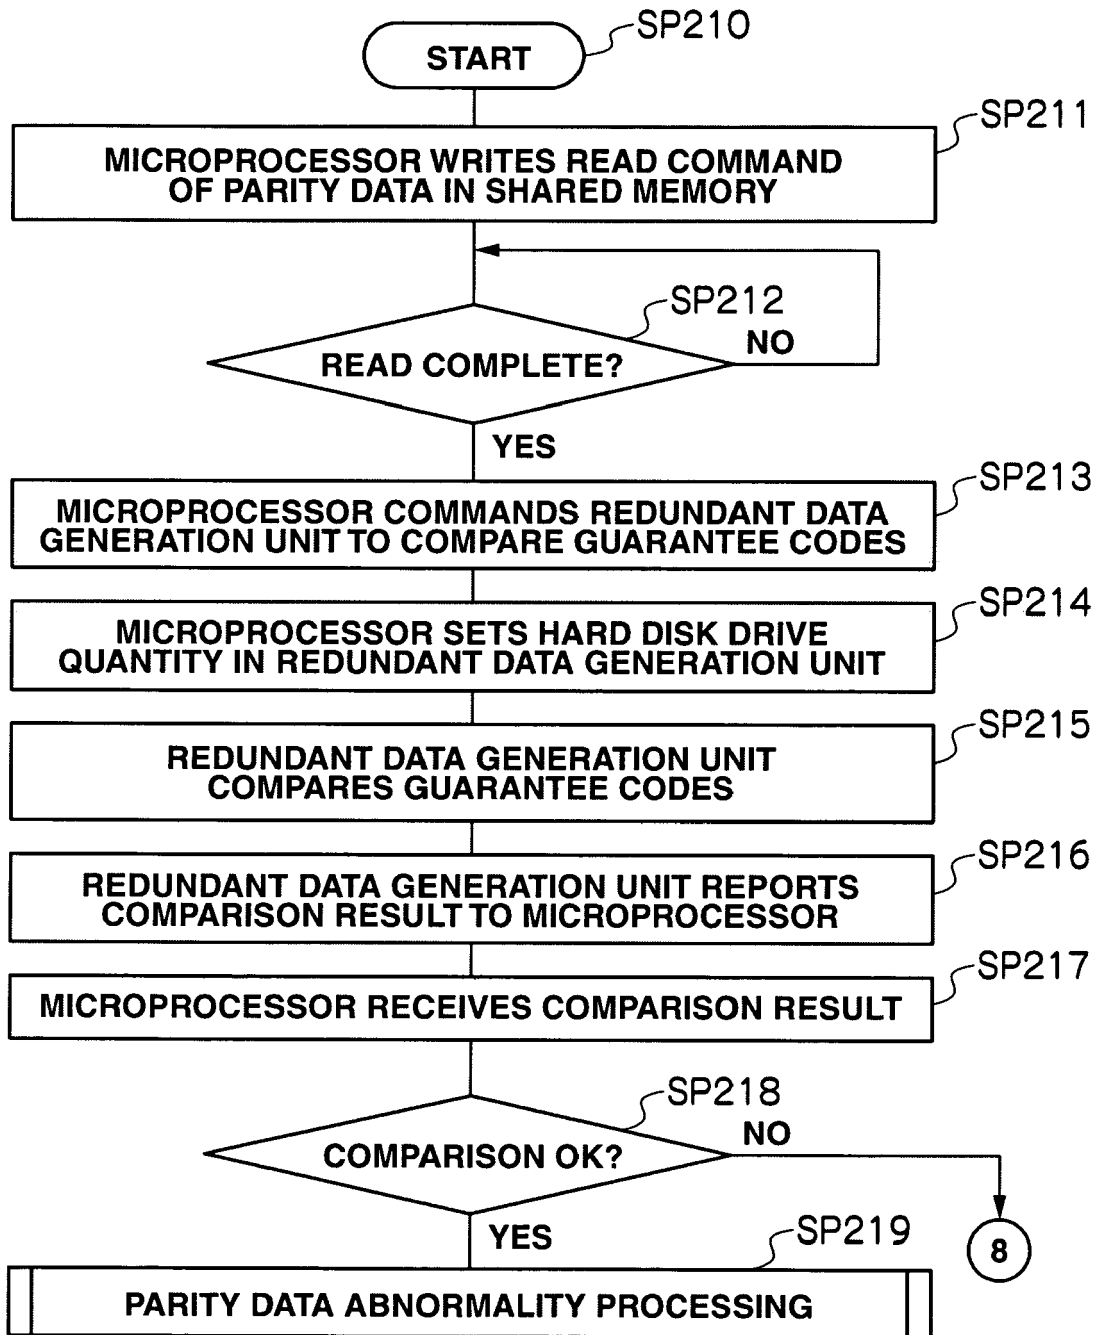 START
SP210
SP211
MICROPROCESSOR WRITES READ COMMAND
OF PARITY DATA IN SHARED MEMORY
SP212
READ COMPLETE?
NO
YES
SP213
MICROPROCESSOR COMMANDS REDUNDANT DATA
GENERATION UNIT TO COMPARE GUARANTEE CODES
SP214
MICROPROCESSOR SETS HARD DISK DRIVE
QUANTITY IN REDUNDANT DATA GENERATION UNIT
SP215
REDUNDANT DATA GENERATION UNIT
COMPARES GUARANTEE CODES
SP216
REDUNDANT DATA GENERATION UNIT REPORTS
COMPARISON RESULT TO MICROPROCESSOR
SP217
MICROPROCESSOR RECEIVES COMPARISON RESULT
SP218
COMPARISON OK?
NO
YES
8
SP219
PARITY DATA ABNORMALITY PROCESSING